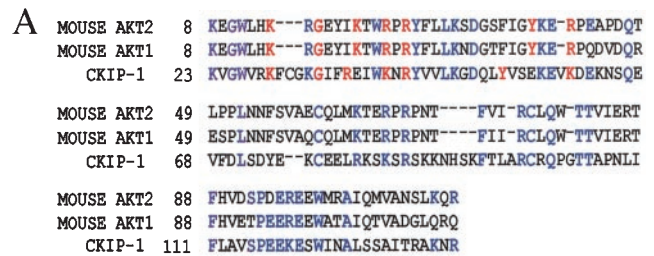 A
MOUSE AKT2 8 KEGWLHK---RGEYIKTWRPRYFLLKSDGSFIGYKE-RPEAPDQT
MOUSE AKT1 8 KEGWLHK---RGEYIKTWRPRYFLLKNDGTFIGYKE-RPQDVDQR
CKIP-1 23 KVGWVRKFCGKGIFREIWKNRYVVLKGDQLYVSEKEVKDEKNSQE
MOUSE AKT2 49 LPPLNNFSVAECQLMKTERPRPNT----FVI-RCLQW-TTVIERT
MOUSE AKT1 49 ESPLNNFSVAQCQLMKTERPRPNT----FII-RCLQW-TTVIERT
CKIP-1 68 VFDLSDYE--KCEELRKSKSRSKKNHSKFTLARCRQPGTTAPNLI
MOUSE AKT2 88 FHVDSPDEREEWMRAIQMVANSLKQR
MOUSE AKT1 88 FHVETPEEREEWATAIQTVADGLQRQ
CKIP-1 111 FLAVSPEEKESWINALSSAITRAKNR